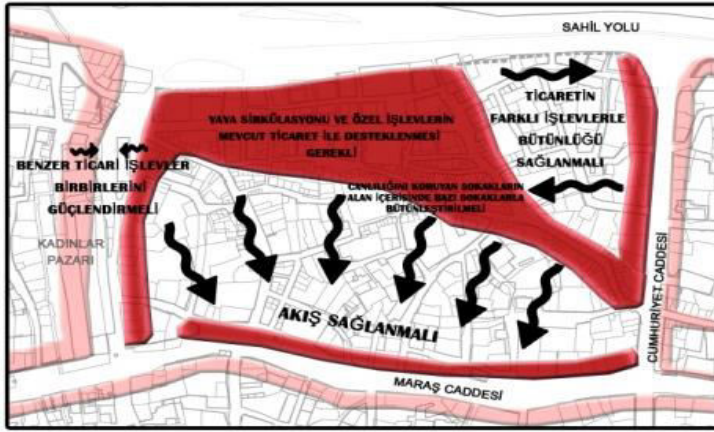 SAHİL YOLU
YAYA SİRKÜLASYONU VE ÖZEL İŞLEVLERİN
MEVCUT TİCARET İLE DESTEKLENMESİ
GEREKLİ
TİCARETİN
FARKLI İŞLEVLERLE
BÜTÜNLÜĞÜ
SAĞLANMALI
BENZER TİCARİ İŞLEVLER
BİRBİRLERİNİ
GÜÇLENDİRMELİ
CANLILIĞINI KORUYAN SOKAKLARIN
ALAN İÇERİSİNDE BAZI SOKAKLARLA
BÜTÜNLEŞTİRİLMELİ
KADINLAR
PAZARI
AKIŞ SAĞLANMALI
CUMHURİYET CADDESİ
MARAŞ CADDESİ